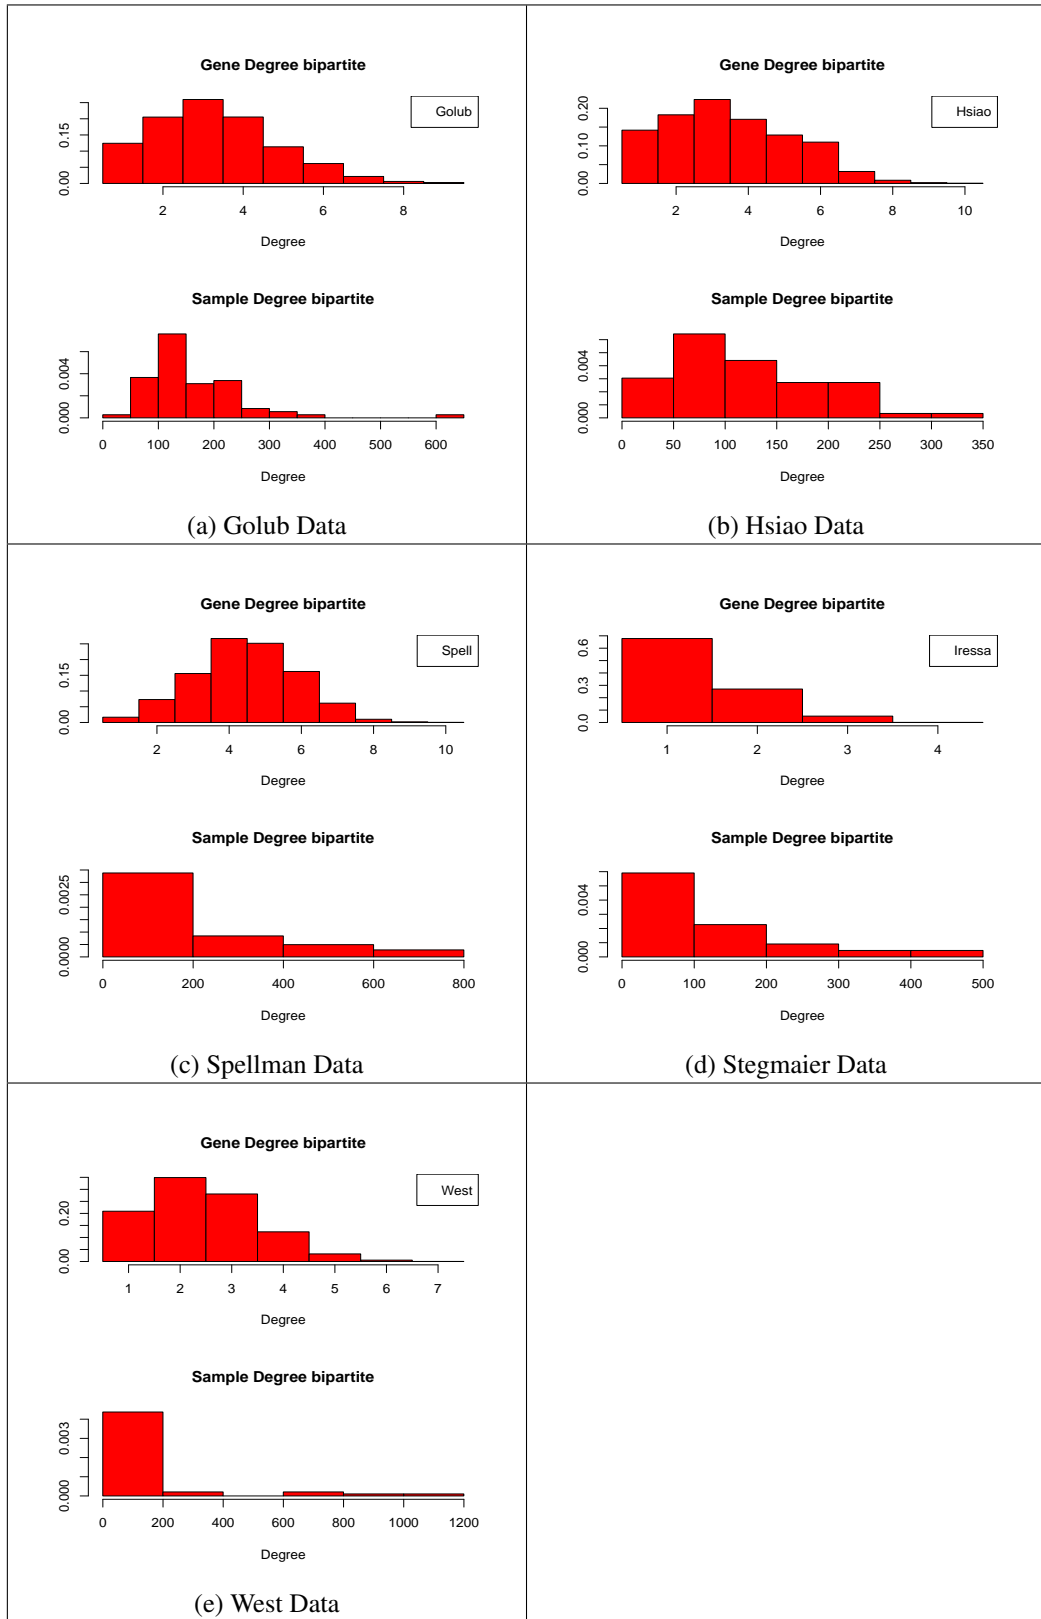 Gene Degree bipartite
Golub
0.00 0.15
2 4 6 8
Degree
Sample Degree bipartite
0.000 0.004
0 100 200 300 400 500 600
Degree
(a) Golub Data
Gene Degree bipartite
Hsiao
0.00 0.10 0.20
2 4 6 8 10
Degree
Sample Degree bipartite
0.000 0.004
0 50 100 150 200 250 300 350
Degree
(b) Hsiao Data
Gene Degree bipartite
Spell
0.00 0.15
2 4 6 8 10
Degree
Sample Degree bipartite
0.0000 0.0025
0 200 400 600 800
Degree
(c) Spellman Data
Gene Degree bipartite
Iressa
0.0 0.3 0.6
1 2 3 4
Degree
Sample Degree bipartite
0.000 0.004
0 100 200 300 400 500
Degree
(d) Stegmaier Data
Gene Degree bipartite
West
0.00 0.20
1 2 3 4 5 6 7
Degree
Sample Degree bipartite
0.000 0.003
0 200 400 600 800 1000 1200
Degree
(e) West Data